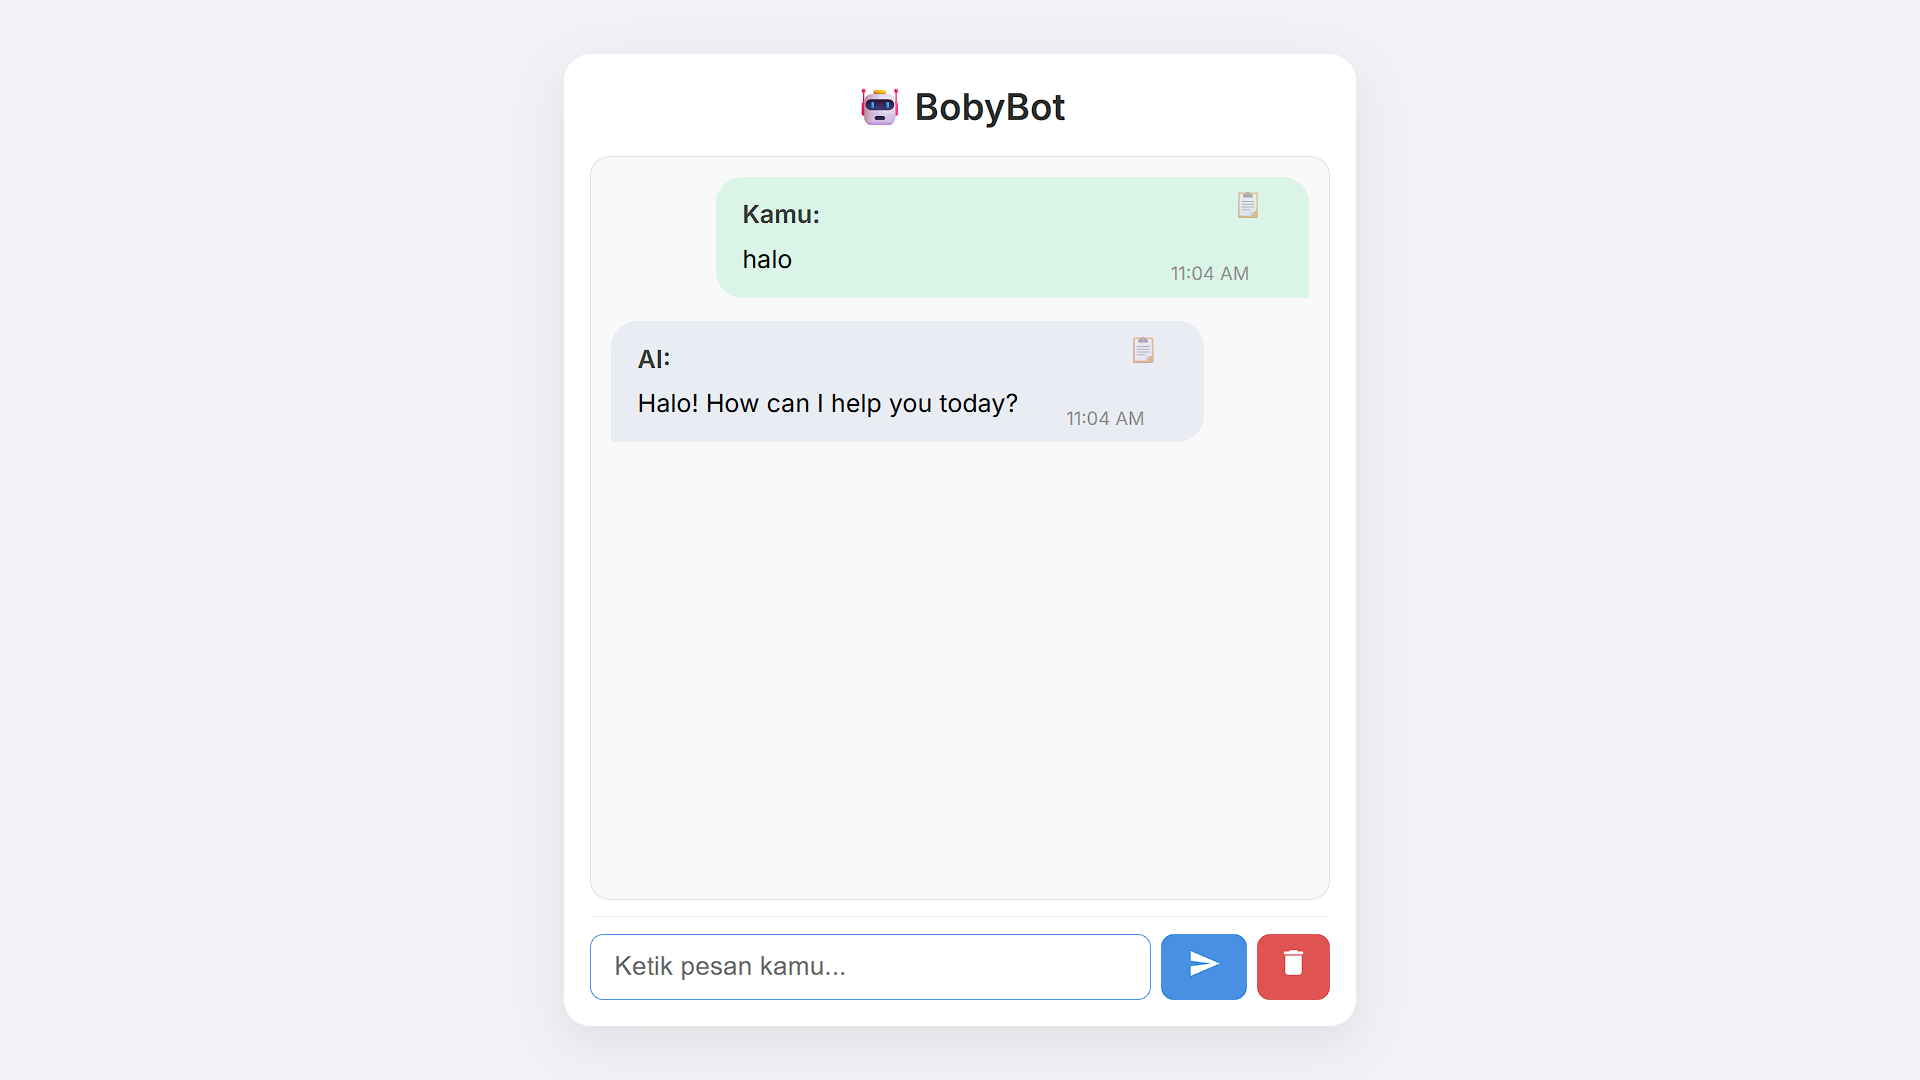 BobyBot
Kamu:
halo
11:04 AM
AI:
Halo! How can I help you today?
11:04 AM
Ketik pesan kamu...